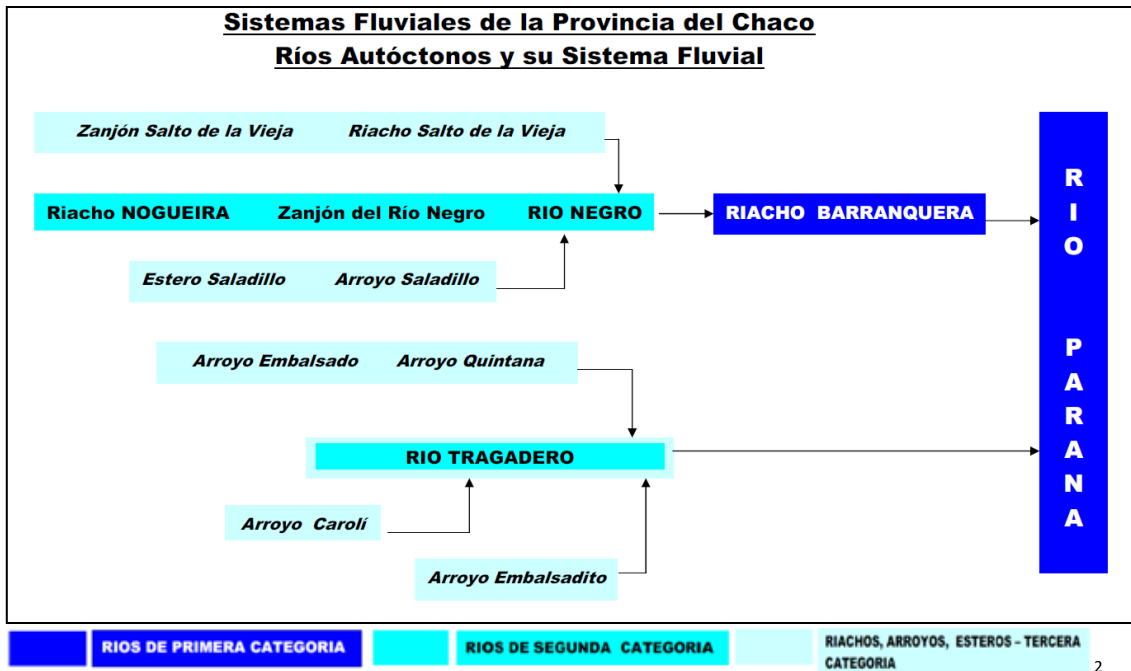 Sistemas Fluviales de la Provincia del Chaco
Ríos Autóctonos y su Sistema Fluvial
Zanjón Salto de la Vieja Riacho Salto de la Vieja
Riacho NOGUEIRA Zanjón del Río Negro RIO NEGRO
RIACHO BARRANQUERA
RIO PARANA
Estero Saladillo Arroyo Saladillo
Arroyo Embalsado Arroyo Quintana
RIO TRAGADERO
Arroyo Carolí
Arroyo Embalsadito
RIOS DE PRIMERA CATEGORIA
RIOS DE SEGUNDA CATEGORIA
RIACHOS, ARROYOS, ESTEROS – TERCERA
CATEGORIA
2